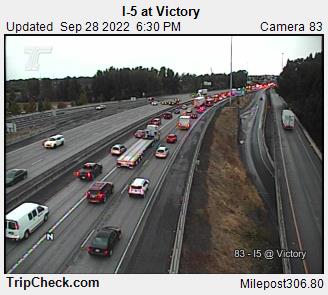 I-5 at Victory
Updated Sep 28 2022 6:30 PM Camera 83
N
83 - I5 @ Victory
TripCheck.com Milepost306.80